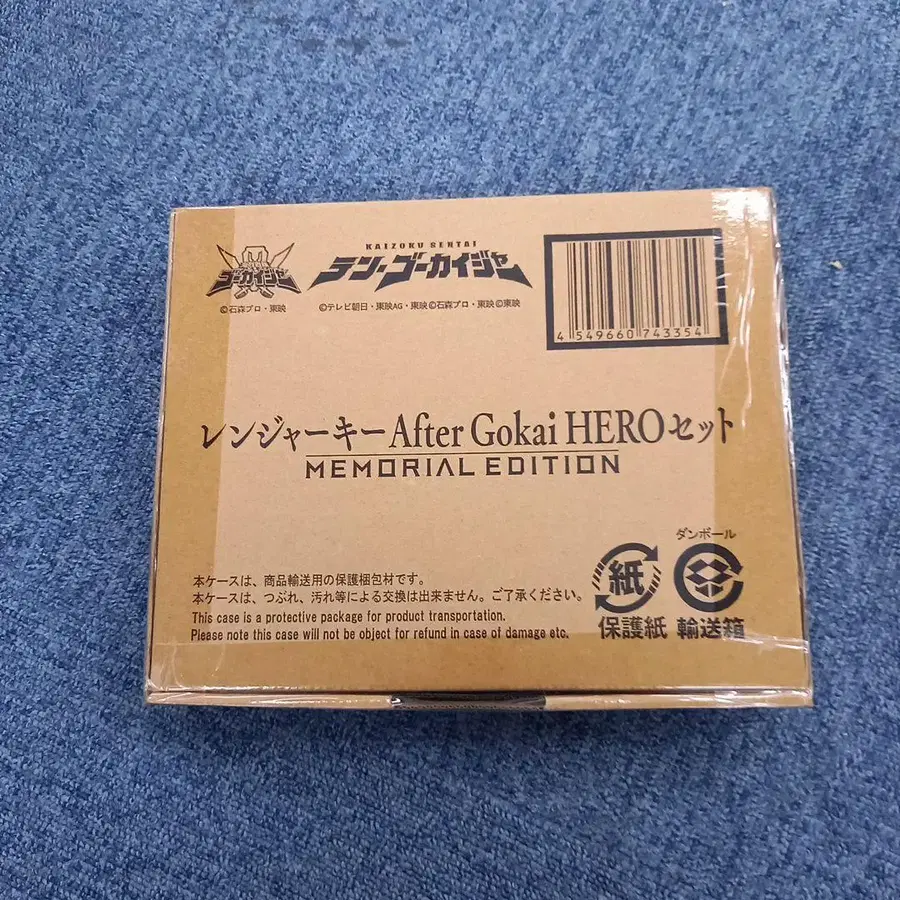 ゴーカイジャー
©石森プロ・東映
KAIZOKU SENTAI
テン・ゴーカイジャー
©テレビ朝日・東映AG・東映 ©石森プロ・東映 ©東映
4 549660 743354
レンジャーキー After Gokai HEROセット
MEMORIAL EDITION
本ケースは、商品輸送用の保護梱包材です。
本ケースは、つぶれ、汚れ等による交換は出来ません。ご了承ください。
This case is a protective package for product transportation.
Please note this case will not be object for refund in case of damage etc.
紙
保護紙
ダンボール
輸送箱